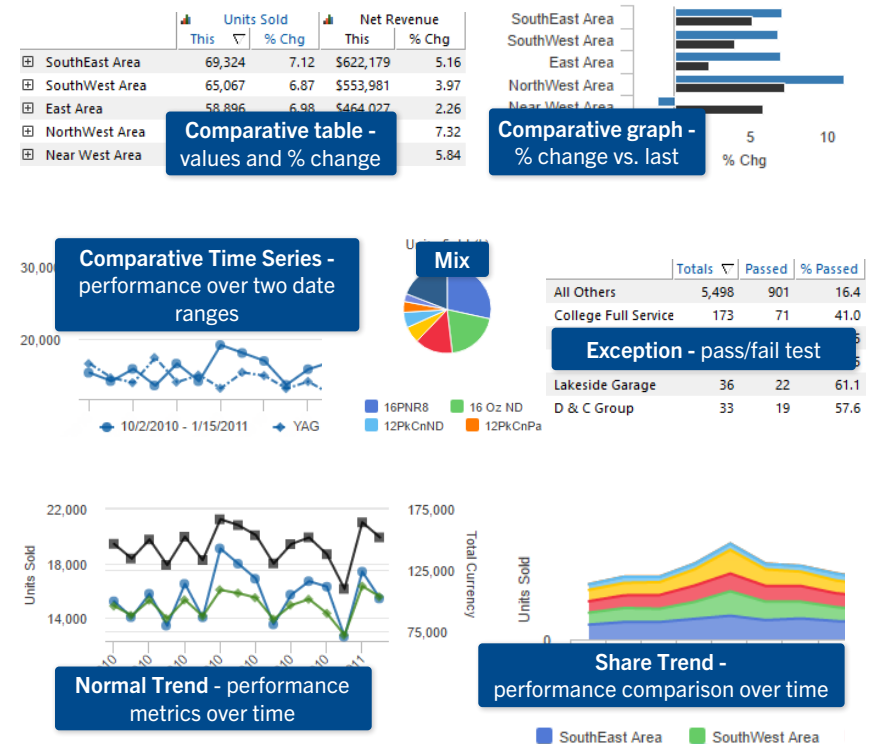 Units Sold Net Revenue
This % Chg This % Chg
SouthEast Area 69,324 7.12 $622,179 5.16
SouthWest Area 65,067 6.87 $553,981 3.97
East Area 58,896 6.98 $464,027 2.26
NorthWest Area 7.32
Near West Area 5.84
Comparative table -
values and % change
SouthEast Area
SouthWest Area
East Area
NorthWest Area
Near West Area
5 10
% Chg
Comparative graph -
% change vs. last
30,000
20,000
Comparative Time Series -
performance over two date
ranges
10/2/2010 - 1/15/2011 YAG
Mix
16PNR8 16 Oz ND
12PkCnND 12PkCnPa
Totals Passed % Passed
All Others 5,498 901 16.4
College Full Service 173 71 41.0
Exception - pass/fail test
Lakeside Garage 36 22 61.1
D & C Group 33 19 57.6
22,000
18,000
14,000
Units Sold
175,000
125,000
75,000
Total Currency
Normal Trend - performance
metrics over time
Units Sold
0
Share Trend -
performance comparison over time
SouthEast Area SouthWest Area